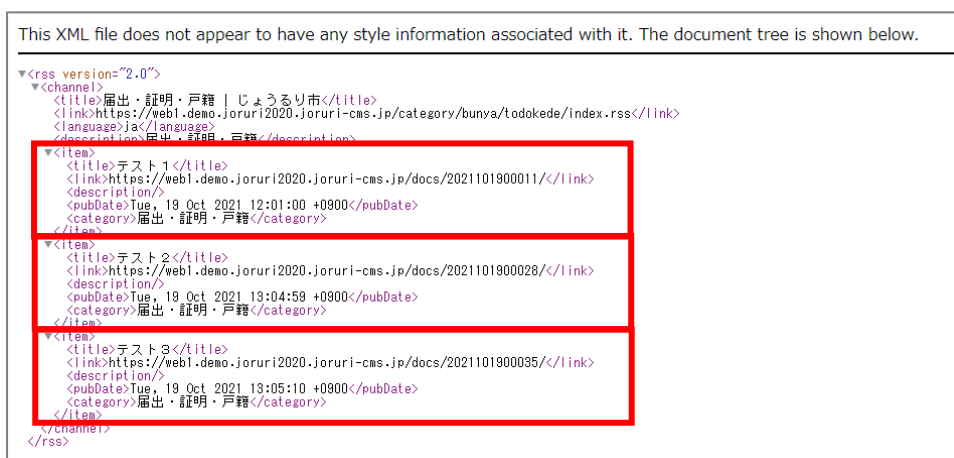 This XML file does not appear to have any style information associated with it. The document tree is shown below.
▼<rss version="2.0">
▼<channel>
<title>届出・証明・戸籍 | じょうるり市</title>
<link>https://web1.demo.joruri2020.joruri-cms.jp/category/bunya/todokede/index.rss</link>
<language>ja</language>
<description>届出・証明・戸籍</description>
▼<item>
<title>テスト1</title>
<link>https://web1.demo.joruri2020.joruri-cms.jp/docs/2021101900011/</link>
<description/>
<pubDate>Tue, 19 Oct 2021 12:01:00 +0900</pubDate>
<category>届出・証明・戸籍</category>
</item>
▼<item>
<title>テスト2</title>
<link>https://web1.demo.joruri2020.joruri-cms.jp/docs/2021101900028/</link>
<description/>
<pubDate>Tue, 19 Oct 2021 13:04:59 +0900</pubDate>
<category>届出・証明・戸籍</category>
</item>
▼<item>
<title>テスト3</title>
<link>https://web1.demo.joruri2020.joruri-cms.jp/docs/2021101900035/</link>
<description/>
<pubDate>Tue, 19 Oct 2021 13:05:10 +0900</pubDate>
<category>届出・証明・戸籍</category>
</item>
</channel>
</rss>